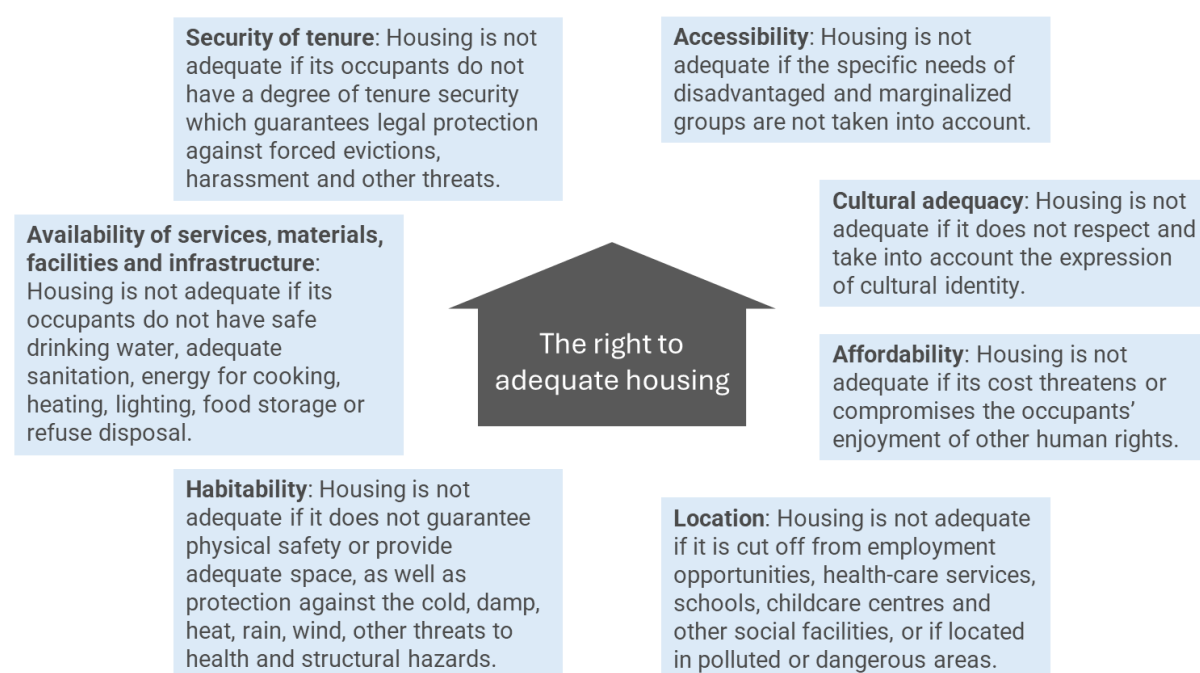 Security of tenure: Housing is not
adequate if its occupants do not
have a degree of tenure security
which guarantees legal protection
against forced evictions,
harassment and other threats.
Accessibility: Housing is not
adequate if the specific needs of
disadvantaged and marginalized
groups are not taken into account.
Availability of services, materials,
facilities and infrastructure:
Housing is not adequate if its
occupants do not have safe
drinking water, adequate
sanitation, energy for cooking,
heating, lighting, food storage or
refuse disposal.
The right to
adequate housing
Cultural adequacy: Housing is not
adequate if it does not respect and
take into account the expression
of cultural identity.
Affordability: Housing is not
adequate if its cost threatens or
compromises the occupants’
enjoyment of other human rights.
Habitability: Housing is not
adequate if it does not guarantee
physical safety or provide
adequate space, as well as
protection against the cold, damp,
heat, rain, wind, other threats to
health and structural hazards.
Location: Housing is not adequate
if it is cut off from employment
opportunities, health-care services,
schools, childcare centres and
other social facilities, or if located
in polluted or dangerous areas.